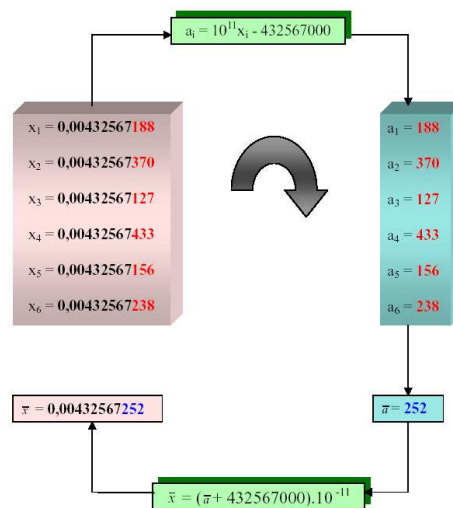 aᵢ = 10¹¹xᵢ - 432567000
x₁ = 0,00432567188
x₂ = 0,00432567370
x₃ = 0,00432567127
x₄ = 0,00432567433
x₅ = 0,00432567156
x₆ = 0,00432567238
a₁ = 188
a₂ = 370
a₃ = 127
a₄ = 433
a₅ = 156
a₆ = 238
x̄ = 0,00432567252
ā = 252
x̄ = (ā + 432567000).10⁻¹¹